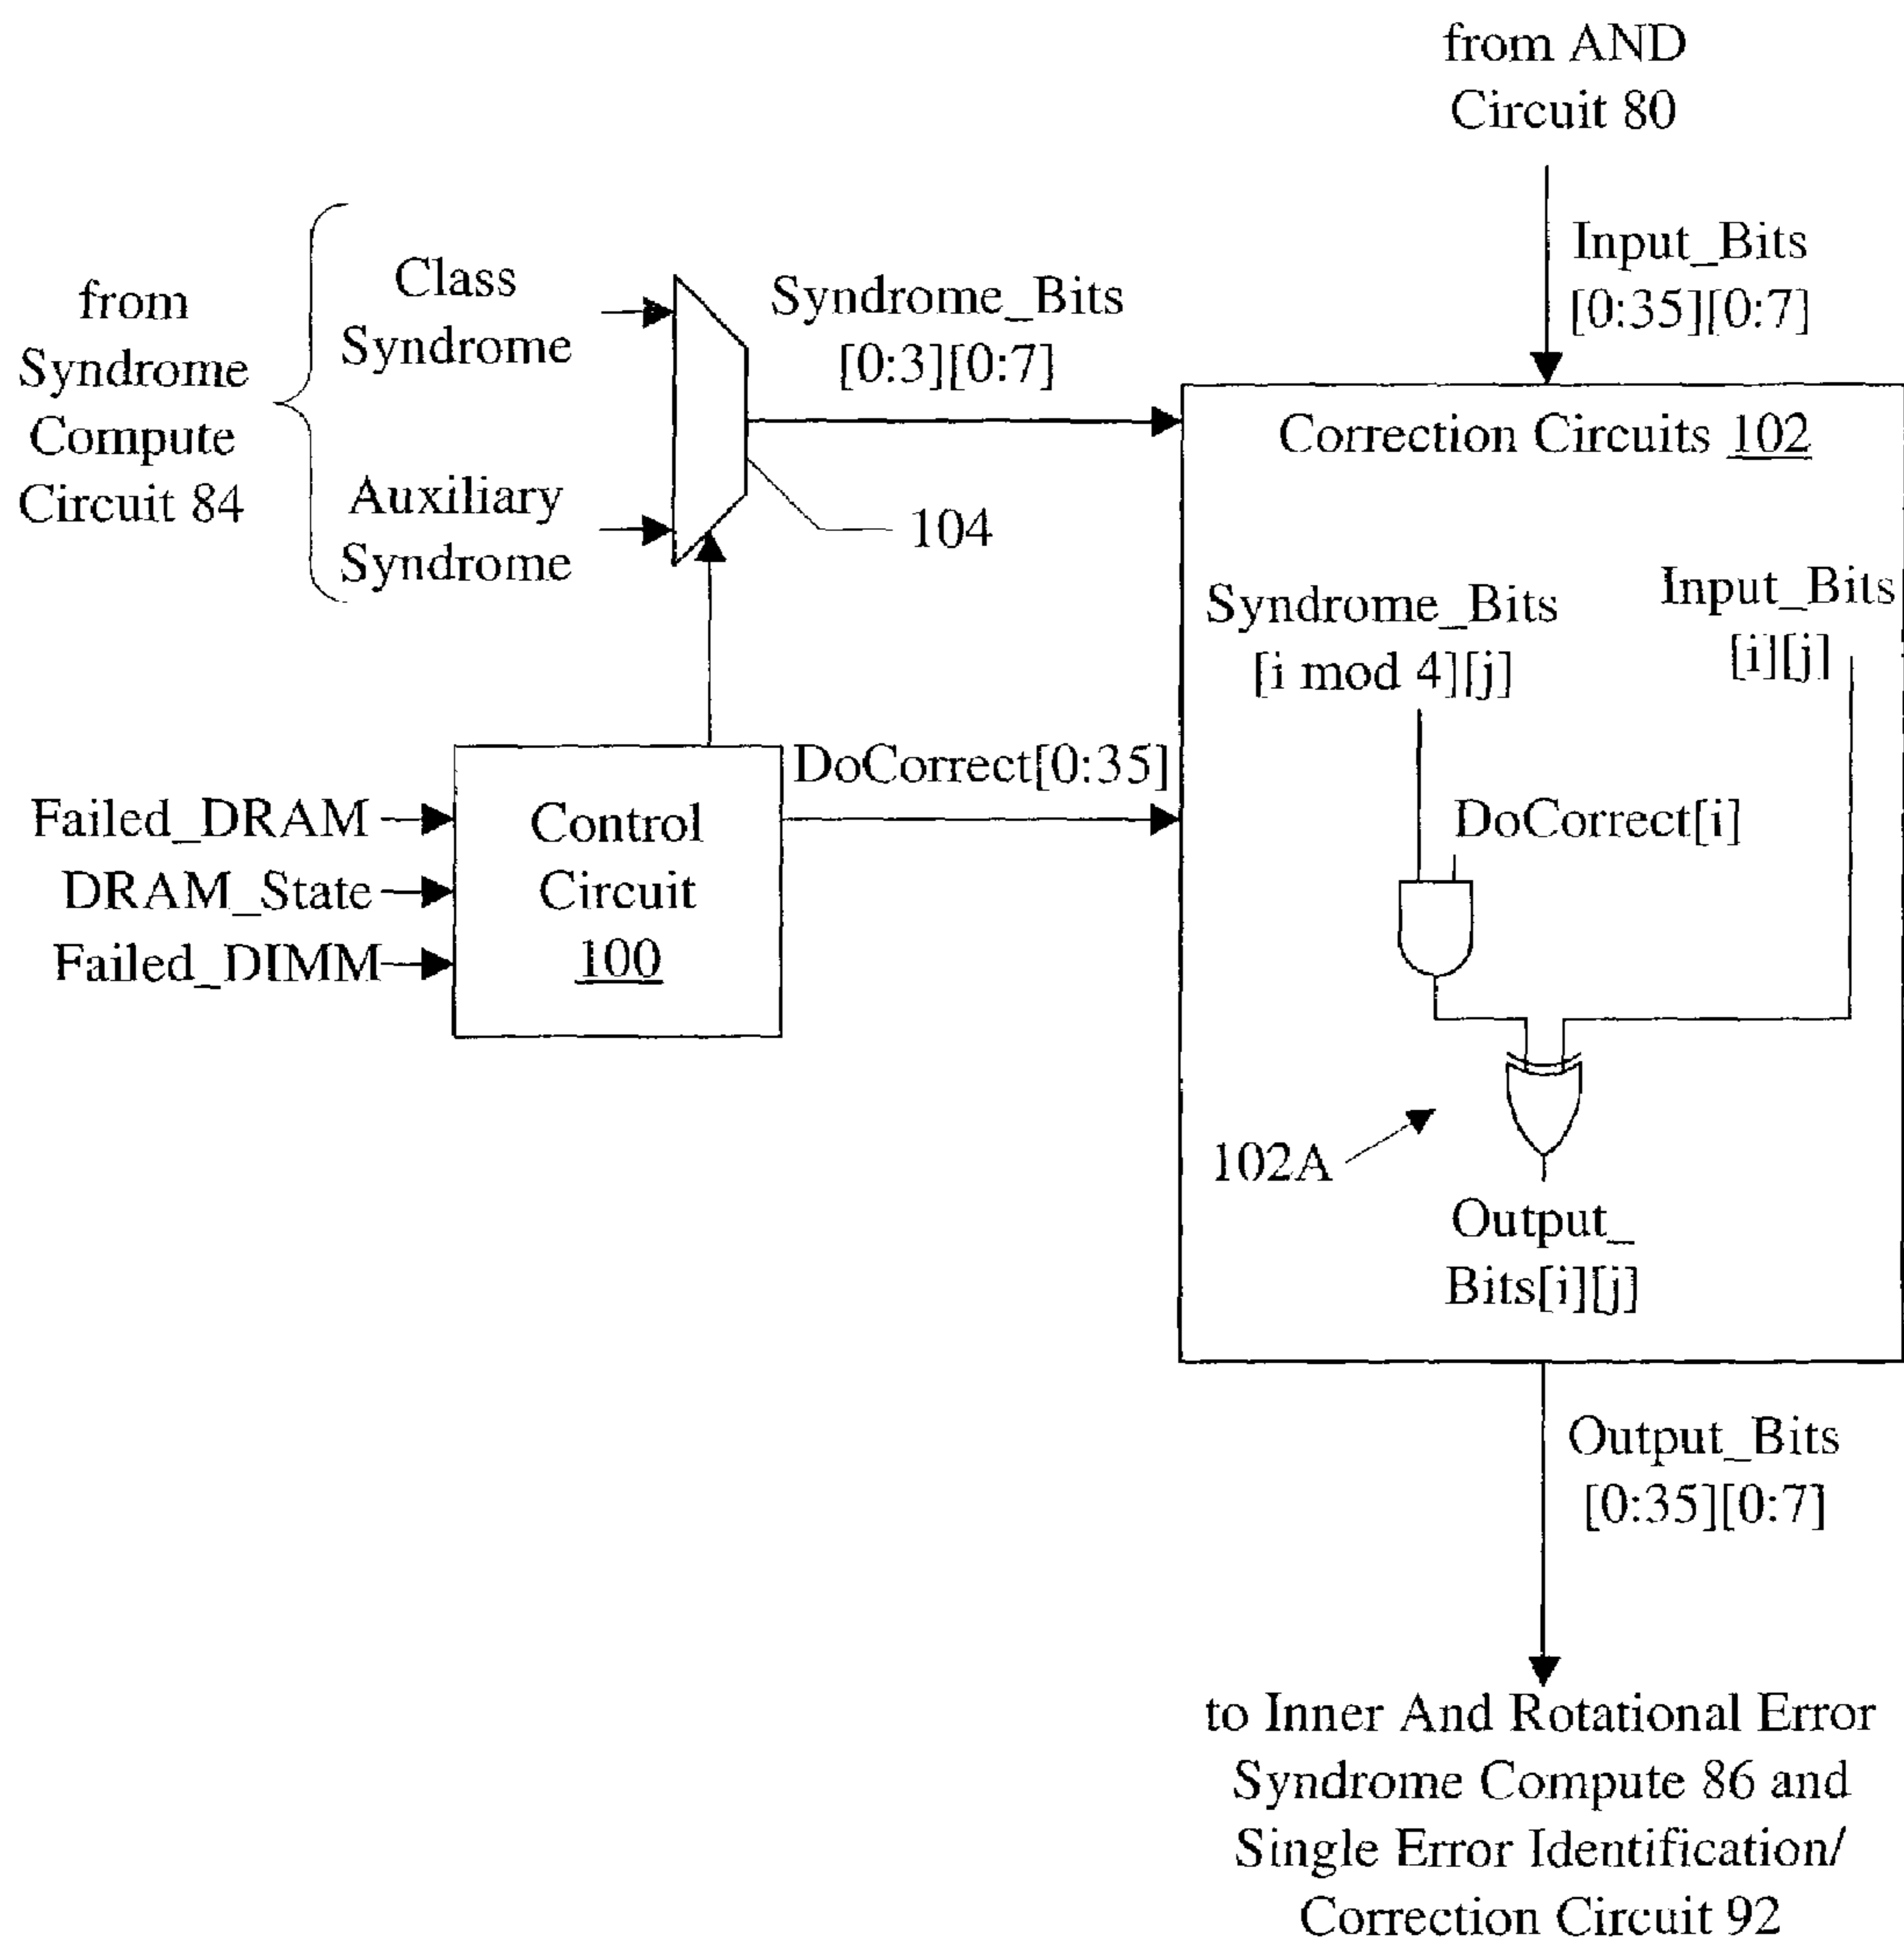 from AND
Circuit 80
Input_Bits
[0:35][0:7]
from
Syndrome
Compute
Circuit 84
Class
Syndrome
Auxiliary
Syndrome
Syndrome_Bits
[0:3][0:7]
104
Correction Circuits 102
Syndrome_Bits
[i mod 4][j]
Input_Bits
[i][j]
DoCorrect[0:35]
Failed_DRAM
DRAM_State
Failed_DIMM
Control
Circuit
100
DoCorrect[i]
102A
Output_
Bits[i][j]
Output_Bits
[0:35][0:7]
to Inner And Rotational Error
Syndrome Compute 86 and
Single Error Identification/
Correction Circuit 92